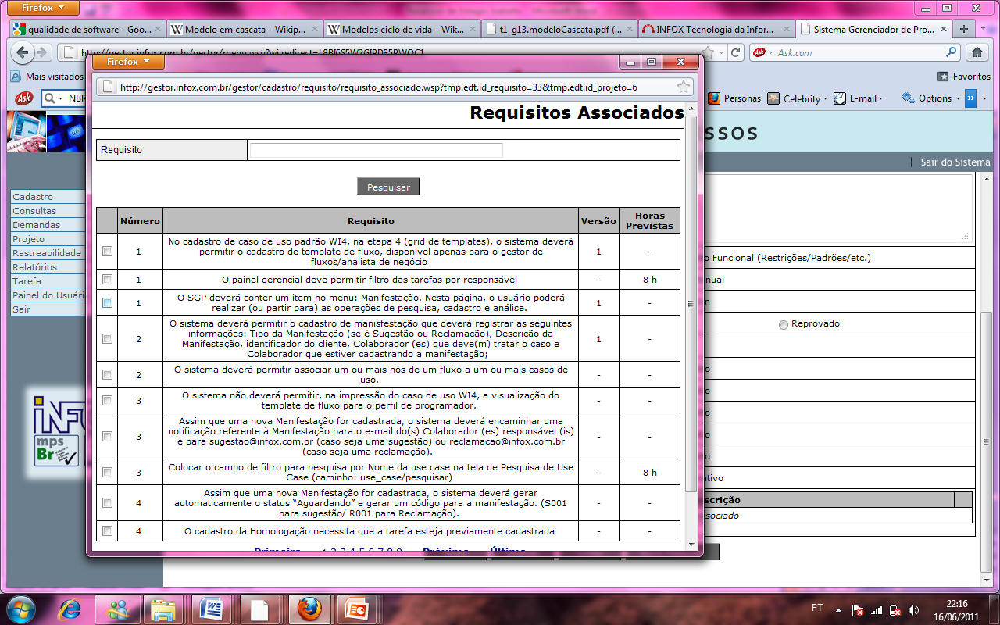 Firefox
qualidade de software - Goo...
Modelo em cascata – Wikip...
Modelos ciclo de vida – Wik...
t1_g13.modeloCascata.pdf (...
INFOX Tecnologia da Infor...
Sistema Gerenciador de Pro...
Ask
Ask.com
Mais visitados
Favoritos
Ask
NBR
Personas
Celebrity
E-mail
Options
»
SSOS
Sair do Sistema
Cadastro
Consultas
Demandas
Projeto
Rastreabilidade
Relatórios
Tarefa
Painel do Usuári
Sair
mps
Br
Firefox
http://gestor.infox.com.br/gestor/cadastro/requisito/requisito_associado.wsp?tmp.edt.id_requisito=33&tmp.edt.id_projeto=6
Requisitos Associados
Requisito
Pesquisar
Número Requisito Versão Horas Previstas
1 No cadastro de caso de uso padrão WI4, na etapa 4 (grid de templates), o sistema deverá
permitir o cadastro de template de fluxo, disponível apenas para o gestor de
fluxos/analista de negócio 1 -
1 O painel gerencial deve permitir filtro das tarefas por responsável - 8 h
1 O SGP deverá conter um item no menu: Manifestação. Nesta página, o usuário poderá
realizar (ou partir para) as operações de pesquisa, cadastro e análise. 1 -
2 O sistema deverá permitir o cadastro de manisfestação que deverá registrar as seguintes
informações: Tipo da Manifestação (se é Sugestão ou Reclamação), Descrição da
Manifestação, identificador do cliente, Colaborador (es) que deve(m) tratar o caso e
Colaborador que estiver cadastrando a manifestação; 1 -
2 O sistema deverá permitir associar um ou mais nós de um fluxo a um ou mais casos de
uso. - -
3 O sistema não deverá permitir, na impressão do caso de uso WI4, a visualização do
template de fluxo para o perfil de programador. - -
3 Assim que uma nova Manifestação for cadastrada, o sistema deverá encaminhar uma
notificação referente à Manifestação para o e-mail do(s) Colaborador (es) responsável (is)
e para sugestao@infox.com.br (caso seja uma sugestão) ou reclamacao@infox.com.br
(caso seja uma reclamação). - -
3 Colocar o campo de filtro para pesquisa por Nome da use case na tela de Pesquisa de Use
Case (caminho: use_case/pesquisar) - 8 h
4 Assim que uma nova Manifestação for cadastrada, o sistema deverá gerar
automaticamente o status “Aguardando” e gerar um código para a manifestação. (S001
para sugestão/ R001 para Reclamação). - -
4 O cadastro da Homologação necessita que a tarefa esteja previamente cadastrada - -
o Funcional (Restrições/Padrões/etc.)
nual
Reprovado
ativo
scrição
sociado
PT
22:16
16/06/2011